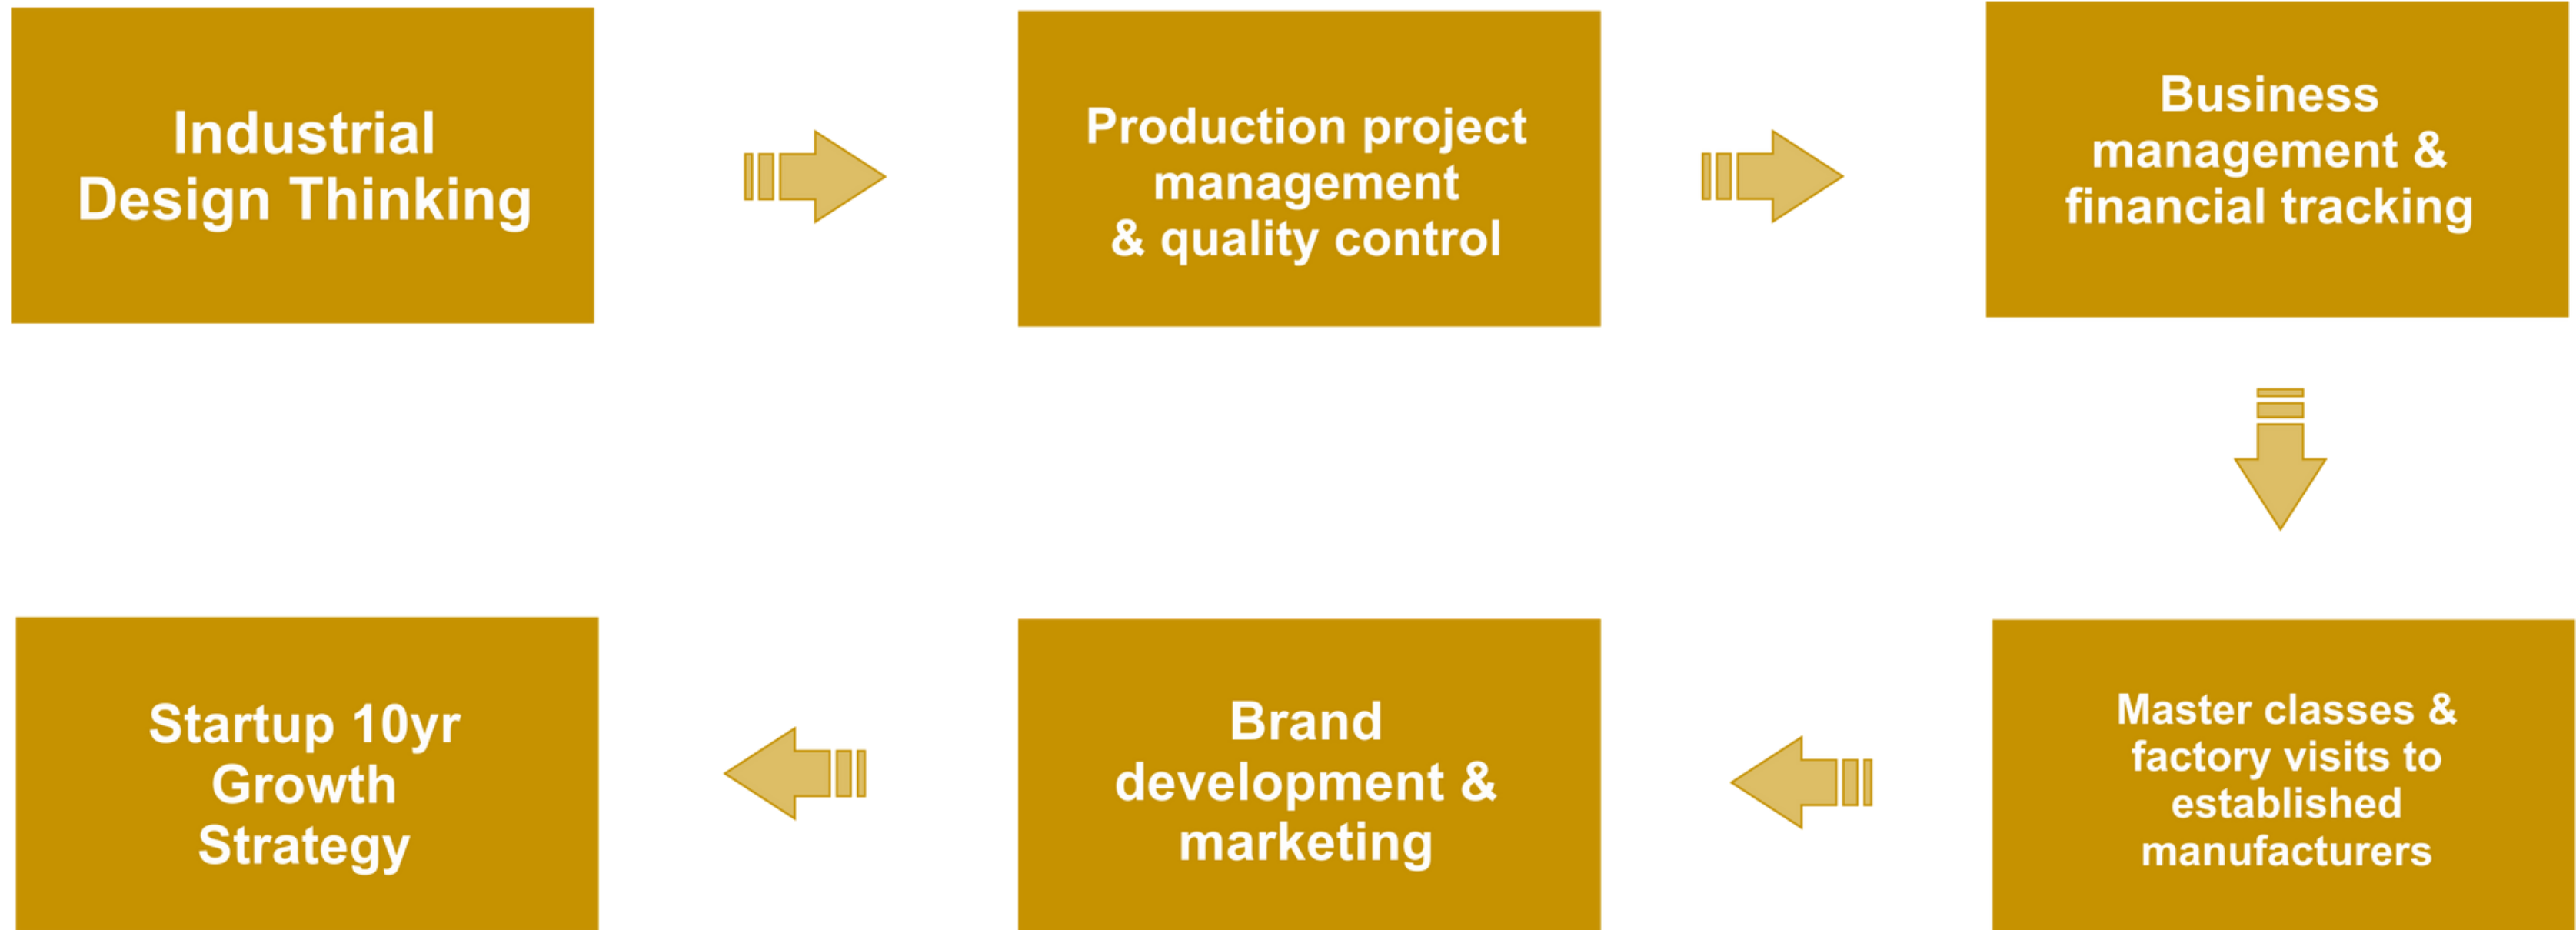 Industrial
Design Thinking
Production project
management
& quality control
Business
management &
financial tracking
Master classes &
factory visits to
established
manufacturers
Brand
development &
marketing
Startup 10yr
Growth
Strategy